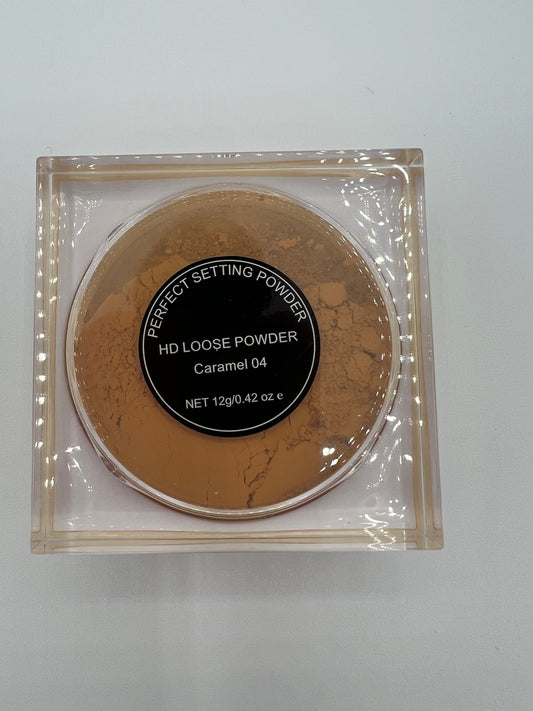 PERFECT SETTING POWDER
HD LOOSE POWDER
Caramel 04
NET 12g/0.42 oz e